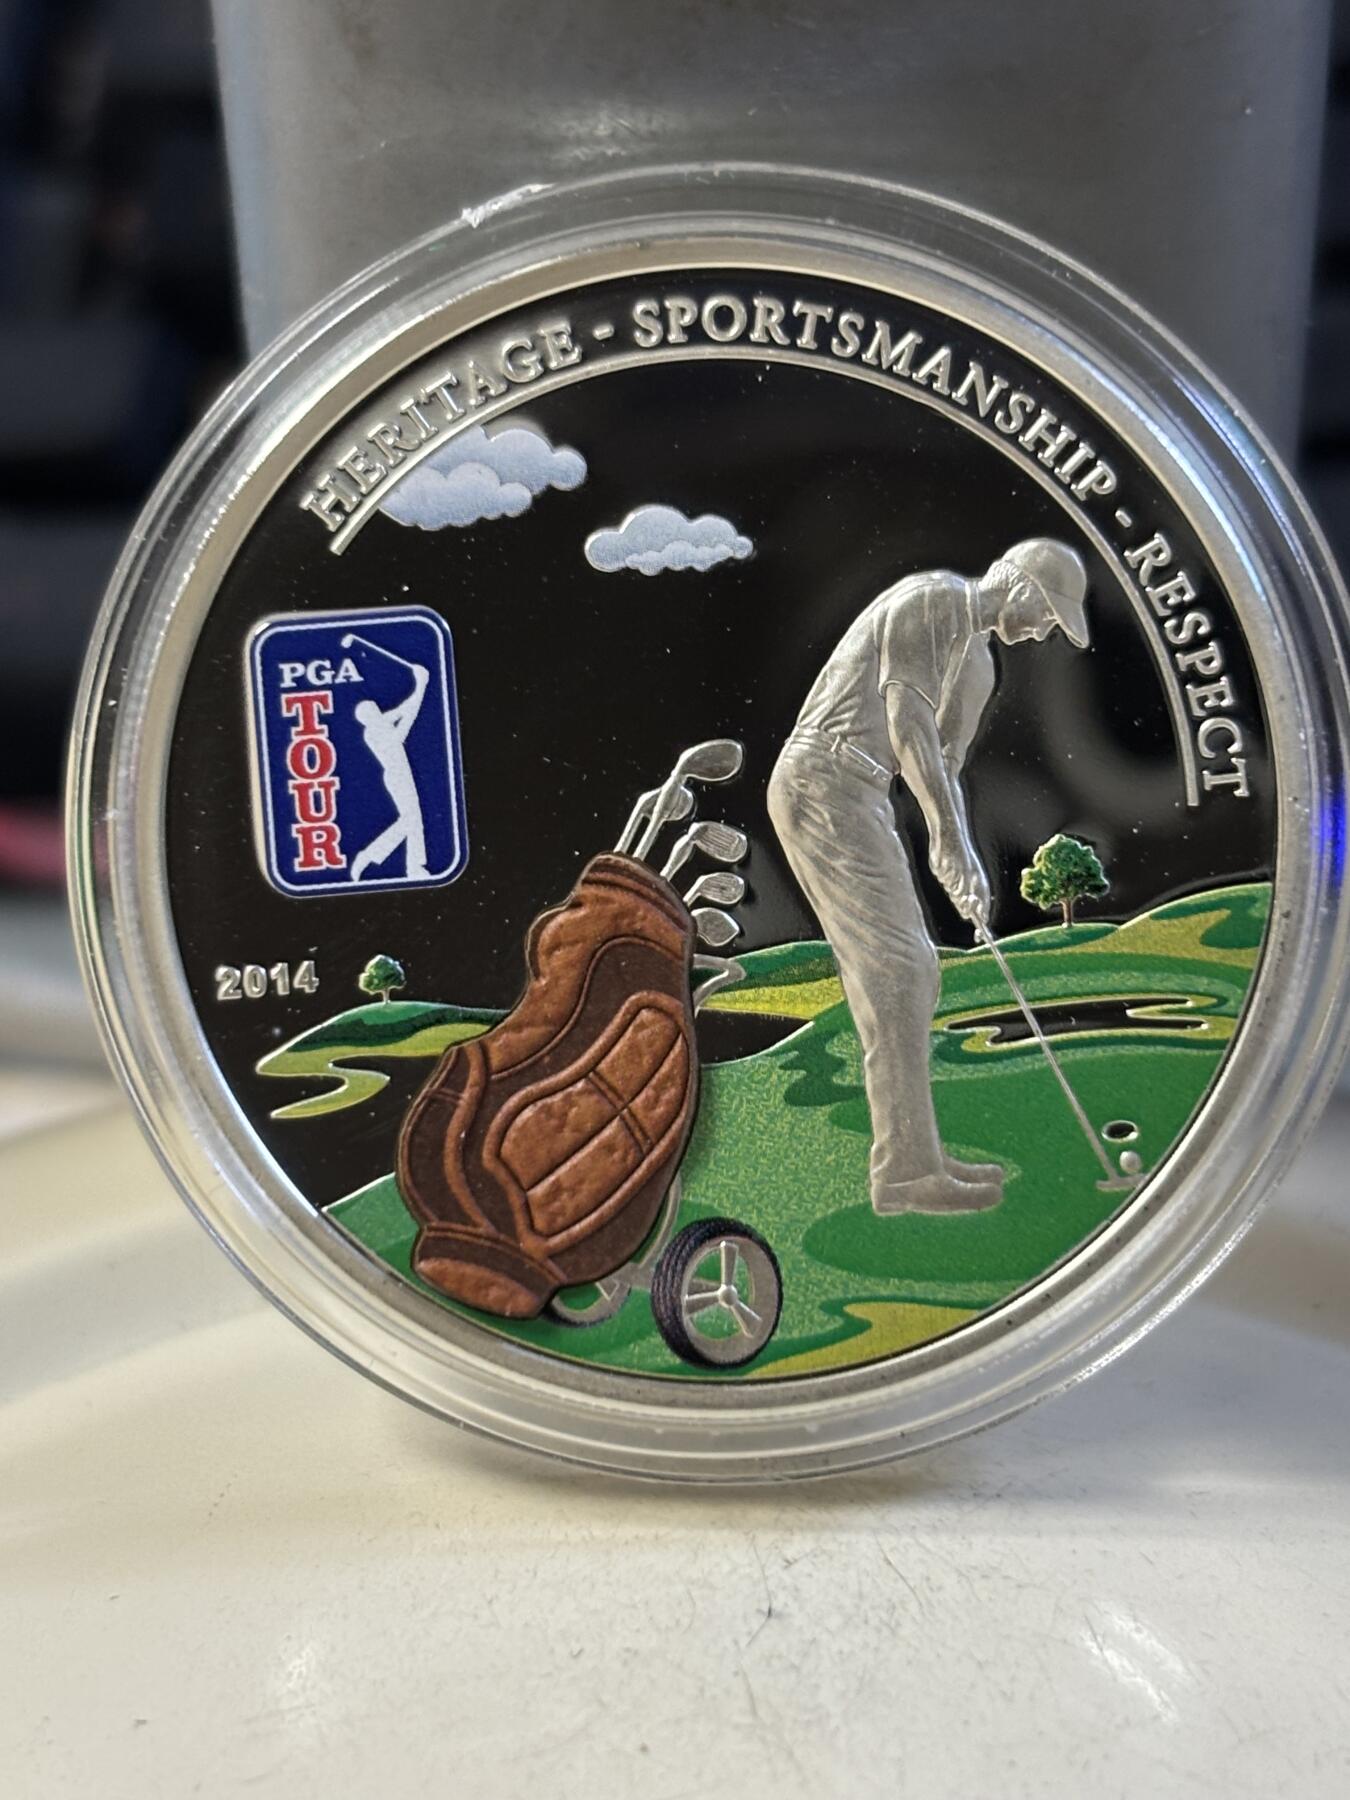 HERITAGE - SPORTSMANSHIP - RESPECT
PGA
TOUR
2014